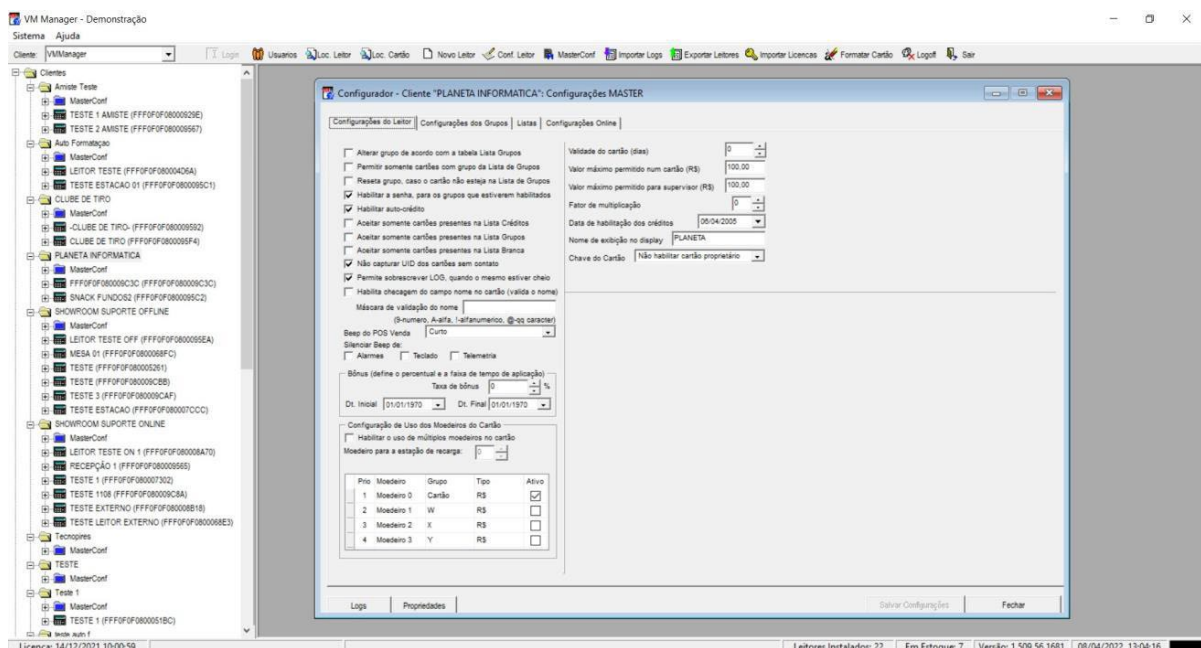 VM Manager - Demonstração
Sistema Ajuda
Cliente: VMManager Login Usuarios Loc. Leitor Loc. Cartão Novo Leitor Conf. Leitor MasterConf Importar Logs Exportar Leitores Importar Licencas Formatar Cartão Logoff Sair
Clientes
Amiste Teste
MasterConf
TESTE 1 AMISTE (FFF0F0F08000929E)
TESTE 2 AMISTE (FFF0F0F080009567)
Auto Formataçao
MasterConf
LEITOR TESTE (FFF0F0F080004D6A)
TESTE ESTACAO 01 (FFF0F0F0800095C1)
CLUBE DE TIRO
MasterConf
-CLUBE DE TIRO- (FFF0F0F080009592)
CLUBE DE TIRO (FFF0F0F0800095F4)
PLANETA INFORMATICA
MasterConf
FFF0F0F080009C3C (FFF0F0F080009C3C)
SNACK FUNDOS2 (FFF0F0F0800095C2)
SHOWROOM SUPORTE OFFLINE
MasterConf
LEITOR TESTE OFF (FFF0F0F0800095EA)
MESA 01 (FFF0F0F0800068FC)
TESTE (FFF0F0F080005261)
TESTE (FFF0F0F080009CBB)
TESTE 3 (FFF0F0F080009CAF)
TESTE ESTACAO (FFF0F0F080007CCC)
SHOWROOM SUPORTE ONLINE
MasterConf
LEITOR TESTE ON 1 (FFF0F0F080008A70)
RECEPÇÃO 1 (FFF0F0F080009565)
TESTE 1 (FFF0F0F080007302)
TESTE 1108 (FFF0F0F080009C8A)
TESTE EXTERNO (FFF0F0F080008B18)
TESTE LEITOR EXTERNO (FFF0F0F0800068E3)
Tecnopires
MasterConf
TESTE
MasterConf
Teste 1
MasterConf
TESTE 1 (FFF0F0F0800051BC)
teste auto f
Configurador - Cliente "PLANETA INFORMATICA": Configurações MASTER
Configurações do Leitor Configurações dos Grupos Listas Configurações Online
Alterar grupo de acordo com a tabela Lista Grupos
Permitir somente cartões com grupo da Lista de Grupos
Reseta grupo, caso o cartão não esteja na Lista de Grupos
Habilitar a senha, para os grupos que estiverem habilitados
Habilitar auto-crédito
Aceitar somente cartões presentes na Lista Créditos
Aceitar somente cartões presentes na Lista Grupos
Aceitar somente cartões presentes na Lista Branca
Não capturar UID dos cartões sem contato
Permite sobrescrever LOG, quando o mesmo estiver cheio
Habilita checagem do campo nome no cartão (valida o nome)
Máscara de validação do nome
(9-numero, A-alfa, !-alfanumerico, @-qq caracter)
Beep do POS Venda Curto
Silenciar Beep de:
Alarmes Teclado Telemetria
Bônus (define o percentual e a faixa de tempo de aplicação)
Taxa de bônus 0 %
Dt. Inicial 01/01/1970 Dt. Final 01/01/1970
Configuração de Uso dos Moedeiros do Cartão
Habilitar o uso de múltiplos moedeiros no cartão
Moedeiro para a estação de recarga: 0
Prio Moedeiro Grupo Tipo Ativo
1 Moedeiro 0 Cartão R$
2 Moedeiro 1 W R$
3 Moedeiro 2 X R$
4 Moedeiro 3 Y R$
Validade do cartão (dias) 0
Valor máximo permitido num cartão (R$) 100,00
Valor máximo permitido para supervisor (R$) 100,00
Fator de multiplicação 0
Data de habilitação dos créditos 06/04/2005
Nome de exibição no display PLANETA
Chave do Cartão Não habilitar cartão proprietário
Logs Propriedades Salvar Configurações Fechar
Licença: 14/12/2021 10:00:59 Leitores Instalados: 22 Em Estoque: 7 Versão: 1.509.56.1681 08/04/2022 13:04:16